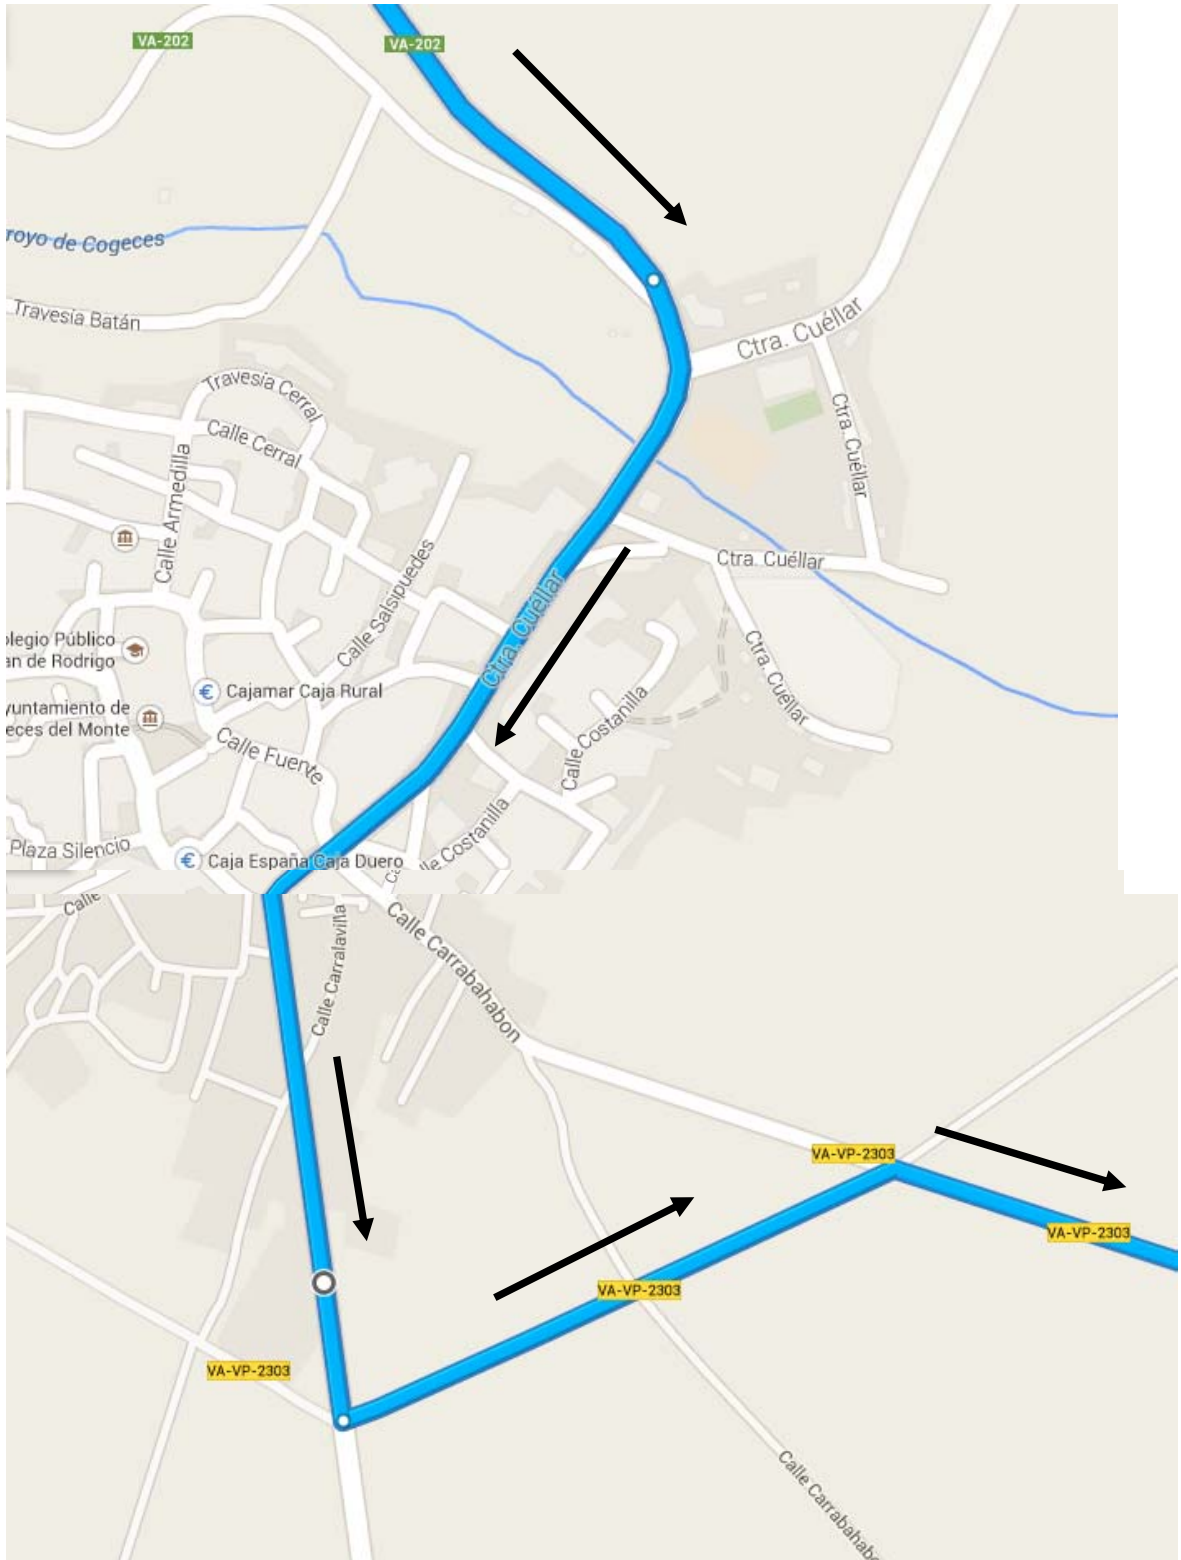 VA-202
VA-202
royo de Cogeces
Travesía Batán
Ctra. Cuéllar
Travesía Cerral
Calle Cerral
Ctra. Cuéllar
Calle Armedilla
Ctra. Cuéllar
Calle Salsipuedes
Ctra. Cuéllar
olegio Público
an de Rodrigo
Ctra. Cuéllar
Cajamar Caja Rural
yuntamiento de
eces del Monte
Calle Costanilla
Calle Fuente
Calle Costanilla
Plaza Silencio
Caja España Caja Duero
Calle
Calle Carralavilla
Calle Carrabahabon
VA-VP-2303
VA-VP-2303
VA-VP-2303
VA-VP-2303
Calle Carrabahabo